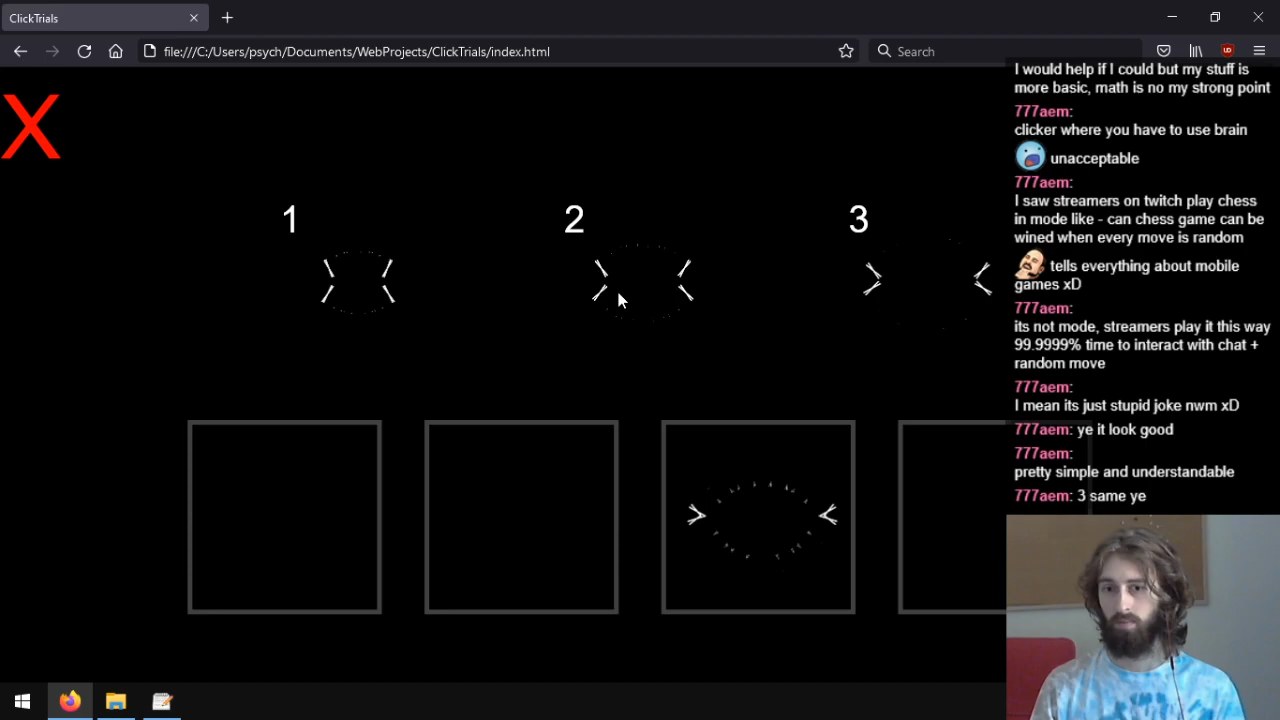 ClickTrials
file:///C:/Users/psych/Documents/WebProjects/ClickTrials/index.html
Search
X
1
2
3
I would help if I could but my stuff is
more basic, math is no my strong point
777aem:
clicker where you have to use brain
unacceptable
777aem:
I saw streamers on twitch play chess
in mode like - can chess game can be
wined when every move is random
tells everything about mobile
games xD
777aem:
its not mode, streamers play it this way
99.9999% time to interact with chat +
random move
777aem:
I mean its just stupid joke nwm xD
777aem: ye it look good
777aem:
pretty simple and understandable
777aem: 3 same ye